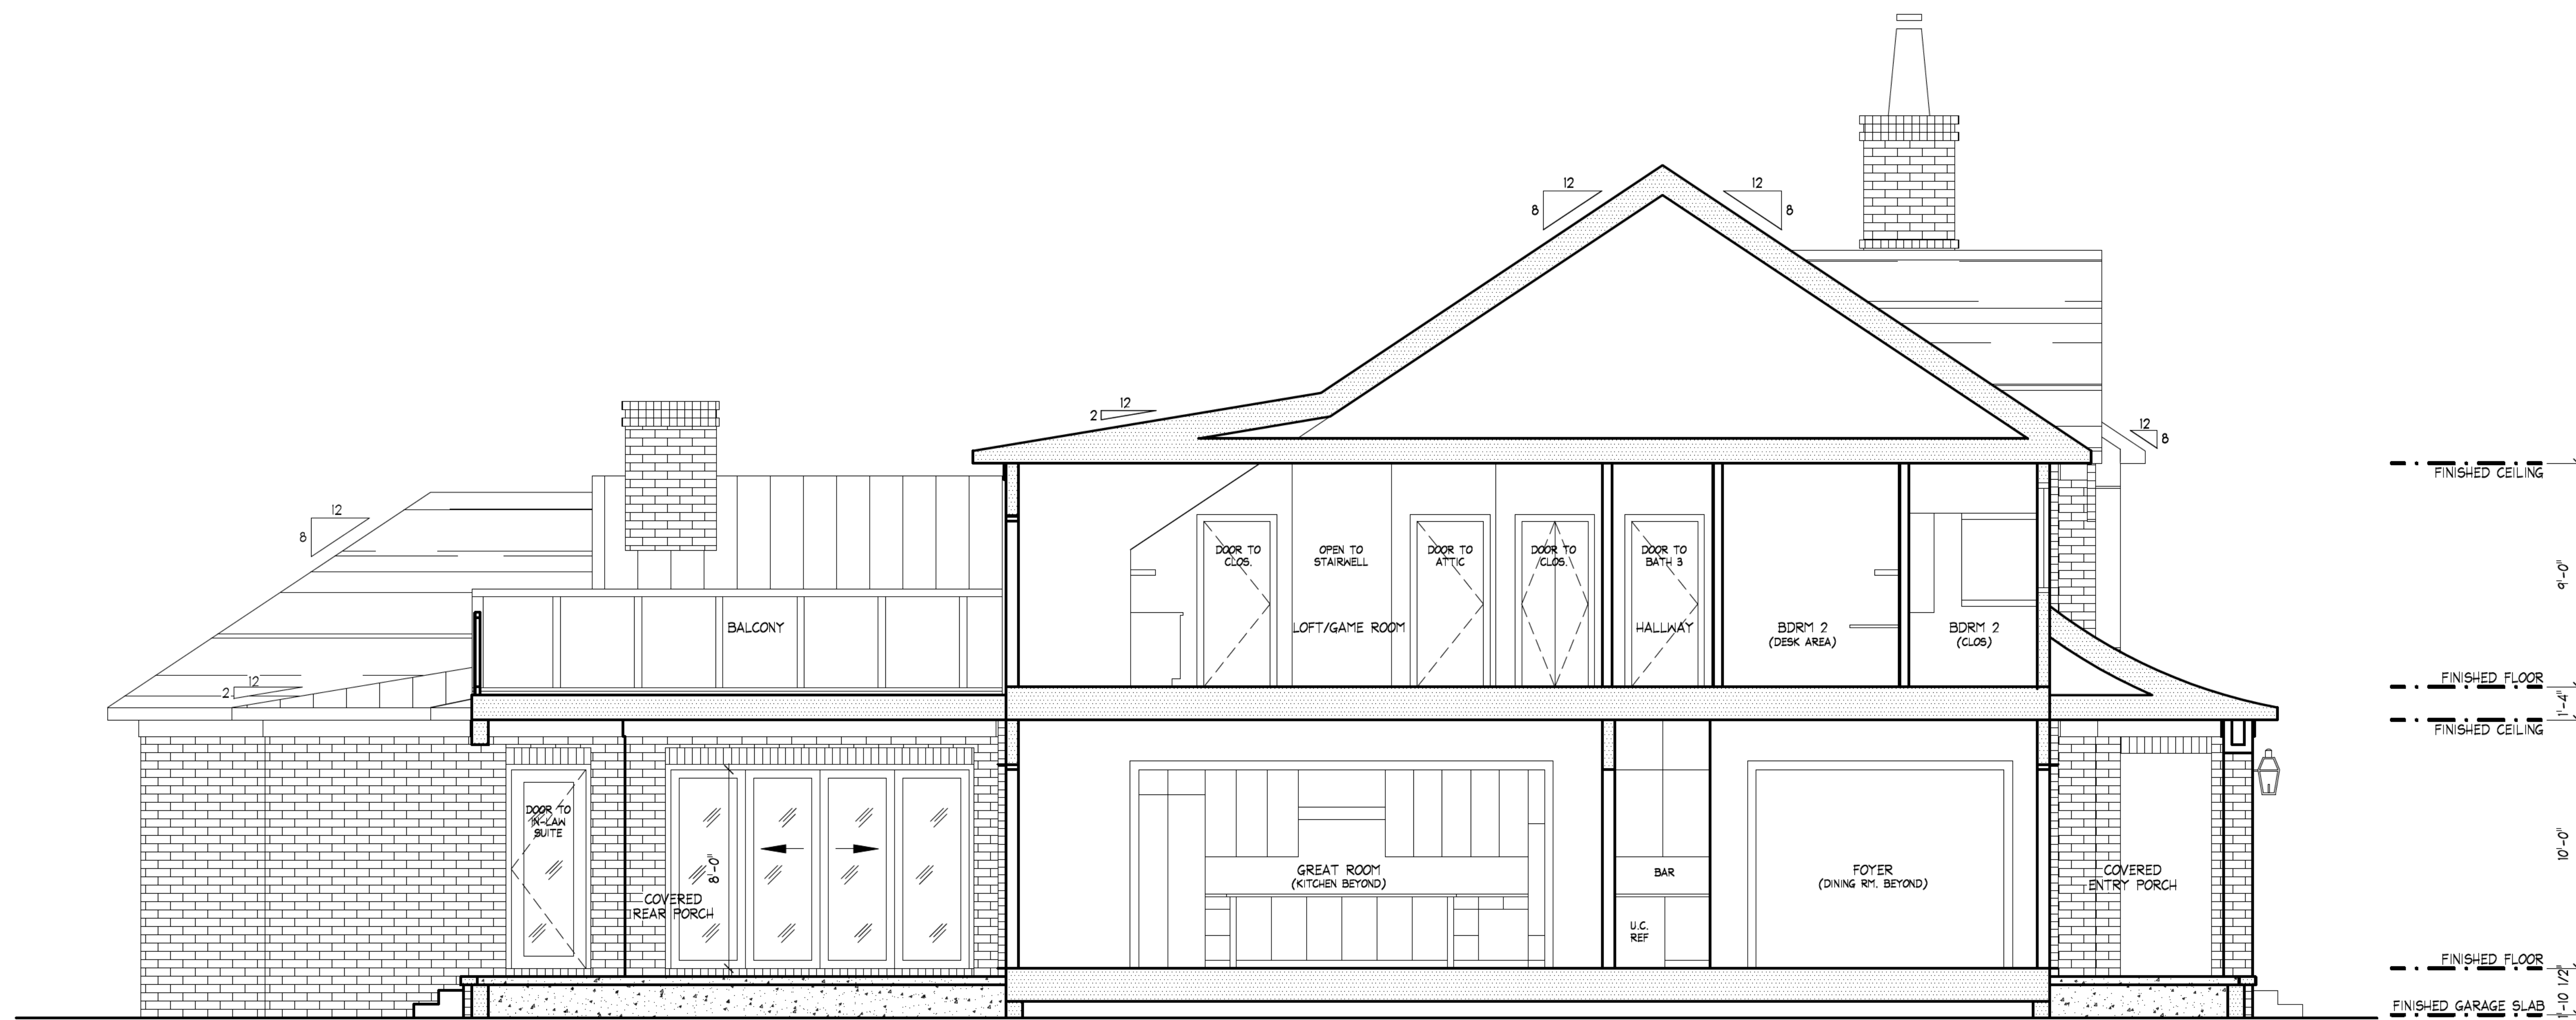 12
8
12
8
12
2
12
8
FINISHED CEILING
12
8
DOOR TO
CLOS.
OPEN TO
STAIRWELL
DOOR TO
ATTIC
DOOR TO
CLOS.
DOOR TO
BATH 3
9'-0"
BALCONY
LOFT/GAME ROOM
HALLWAY
BDRM 2
(DESK AREA)
BDRM 2
(CLOS)
12
2
FINISHED FLOOR
1'-4"
FINISHED CEILING
DOOR TO
IN-LAW
SUITE
8'-0"
COVERED
REAR PORCH
GREAT ROOM
(KITCHEN BEYOND)
BAR
U.C.
REF
FOYER
(DINING RM. BEYOND)
COVERED
ENTRY PORCH
10'-0"
FINISHED FLOOR
1'-10 1/2"
FINISHED GARAGE SLAB